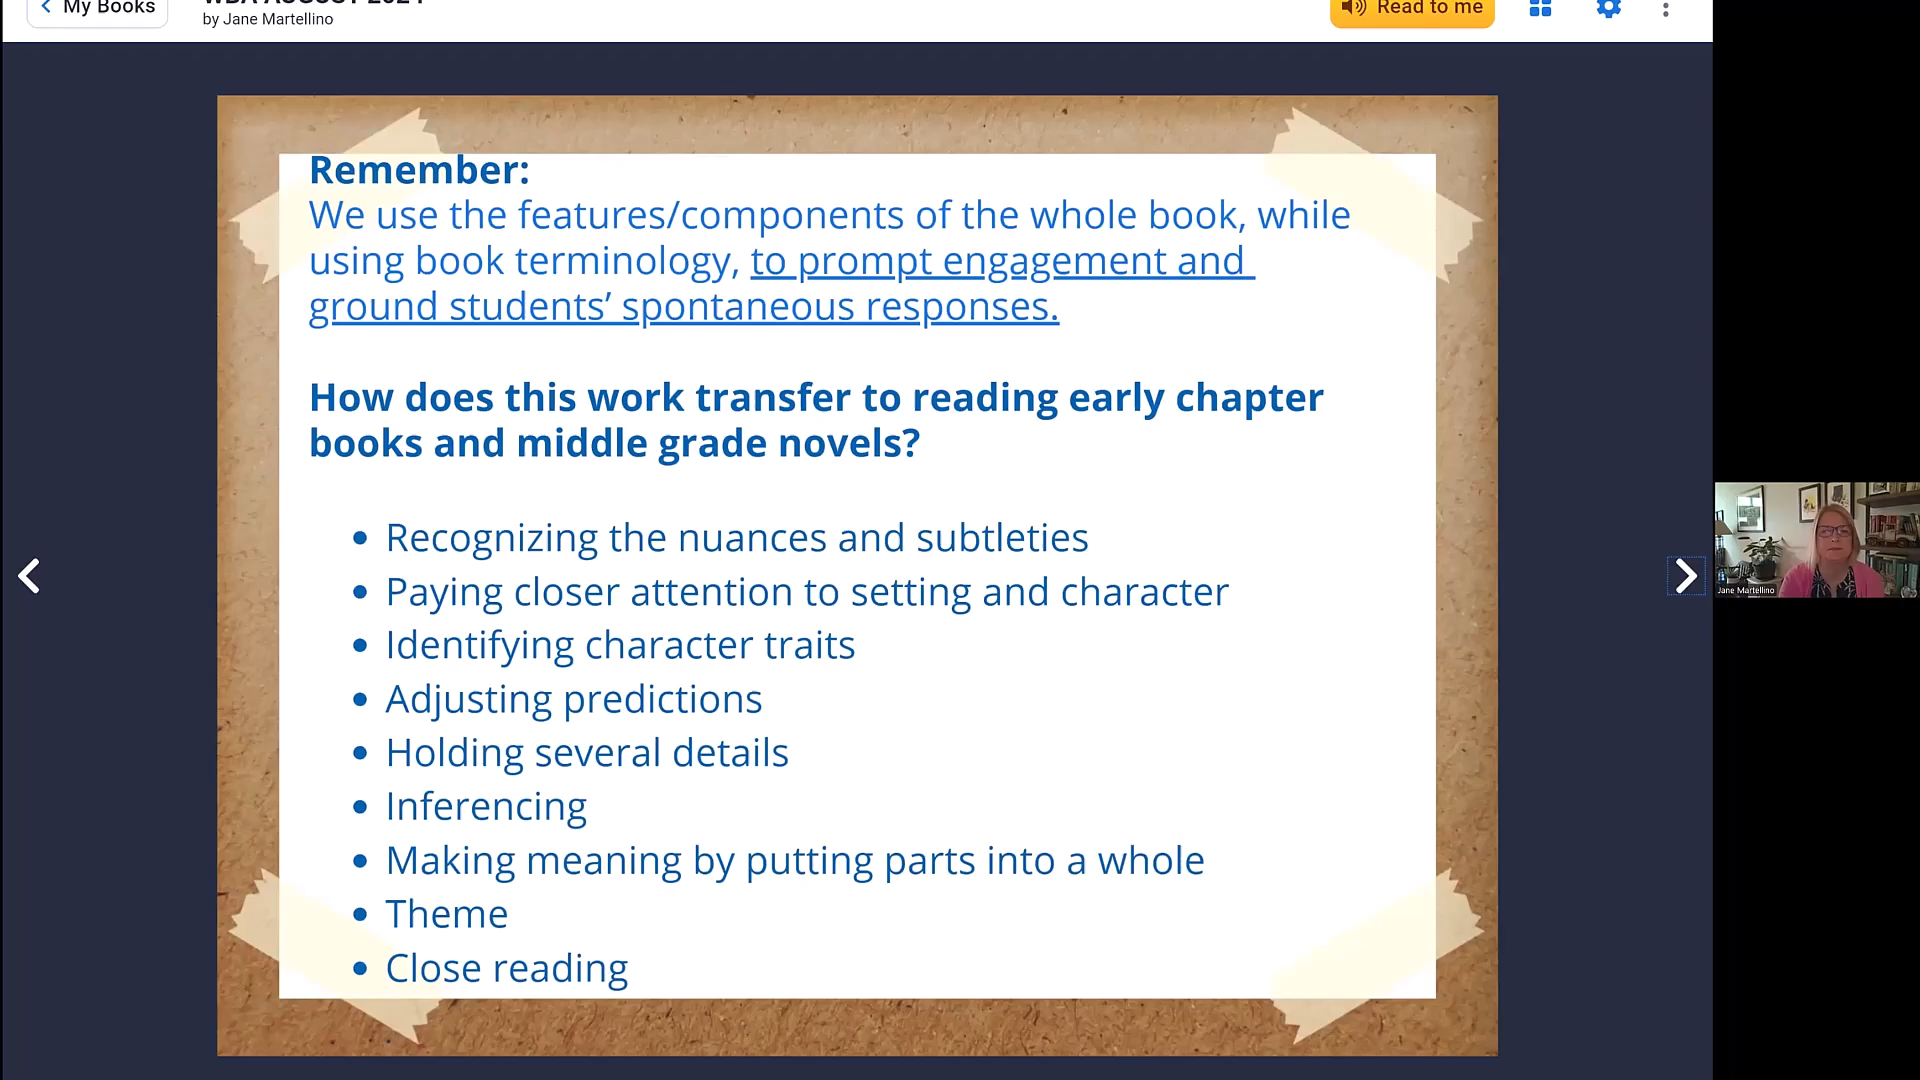 My Books
WBA AUGUST 2024
by Jane Martellino
Read to me
Remember:
We use the features/components of the whole book, while
using book terminology, to prompt engagement and
ground students’ spontaneous responses.
How does this work transfer to reading early chapter
books and middle grade novels?
• Recognizing the nuances and subtleties
• Paying closer attention to setting and character
• Identifying character traits
• Adjusting predictions
• Holding several details
• Inferencing
• Making meaning by putting parts into a whole
• Theme
• Close reading
Jane Martellino